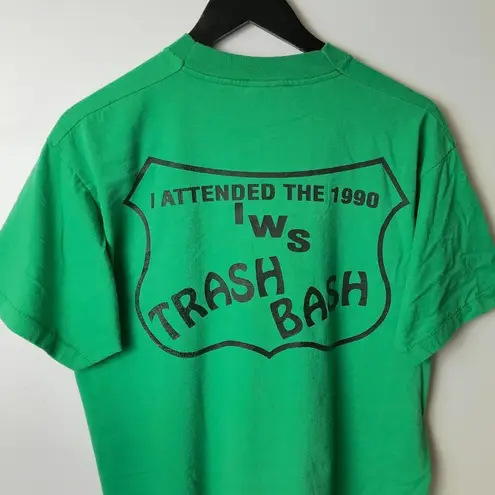 I ATTENDED THE 1990
IWS
TRASH
BASH